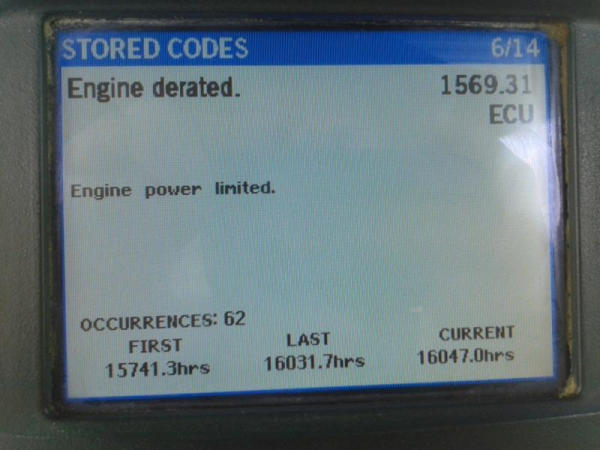 STORED CODES 6/14
Engine derated. 1569.31
ECU
Engine power limited.
OCCURRENCES: 62
FIRST LAST CURRENT
15741.3hrs 16031.7hrs 16047.0hrs